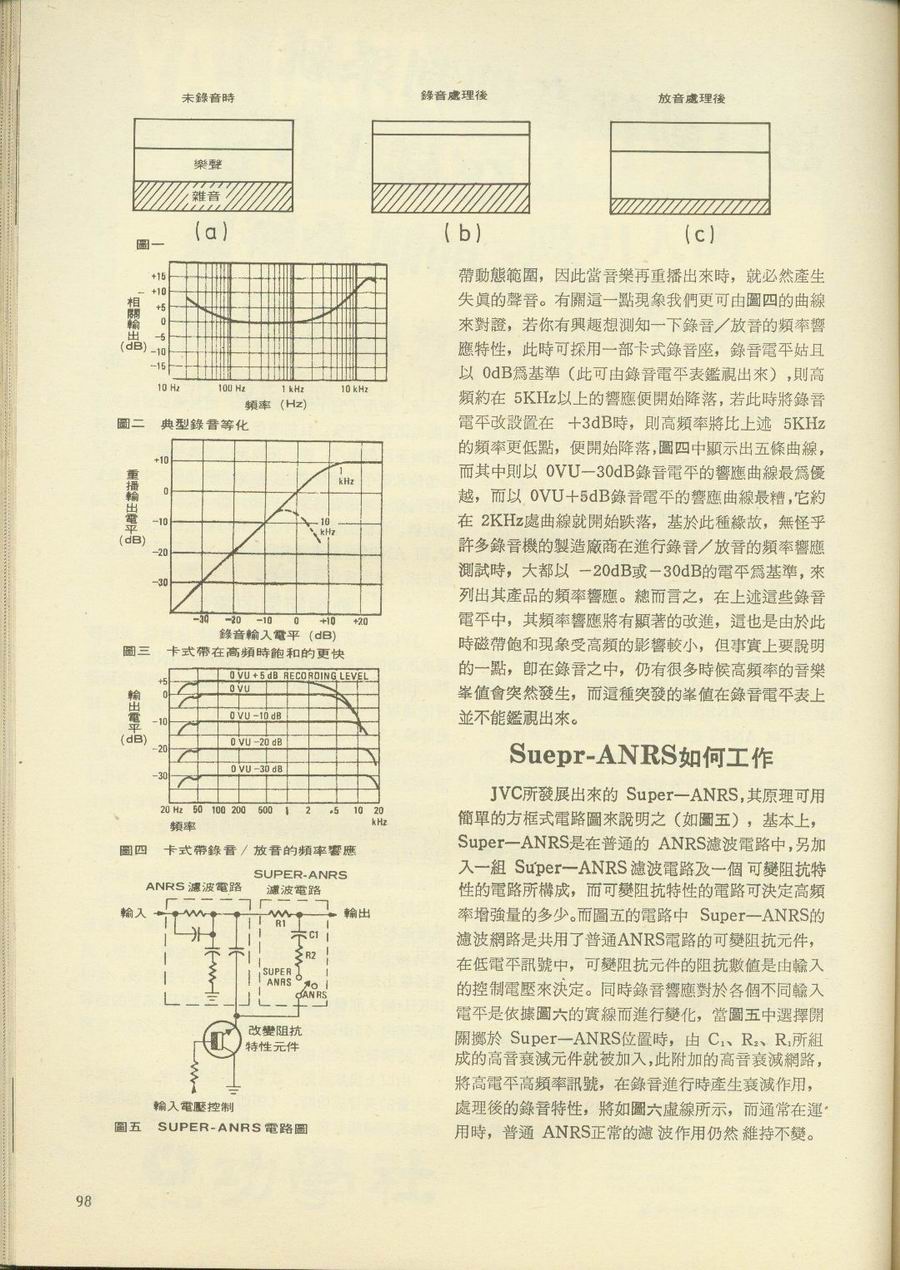 未錄音時
錄音處理後
放音處理後
樂聲
雜音
(a)
(b)
(c)
圖一
+15
+10
+5
0
-5
-10
-15
相關輸出
(dB)
10 Hz 100 Hz 1 kHz 10 kHz
頻率 (Hz)
圖二 典型錄音等化
+10
0
-10
-20
-30
重播輸出電平
(dB)
1
kHz
10
kHz
-30 -20 -10 0 +10 +20
錄音輸入電平 (dB)
圖三 卡式帶在高頻時飽和的更快
+5
0
-10
-20
-30
輸出電平
(dB)
0 VU+5 dB RECORDING LEVEL
0 VU
0 VU -10 dB
0 VU -20 dB
0 VU -30 dB
20 Hz 50 100 200 500 1 2 .5 10 20
kHz
頻率
圖四 卡式帶錄音/放音的頻率響應
SUPER-ANRS
ANRS 濾波電路
濾波電路
輸入
輸出
R1
C1
R2
SUPER
ANRS
ANRS
改變阻抗
特性元件
輸入電壓控制
圖五 SUPER-ANRS 電路圖
帶動態範圍，因此當音樂再重播出來時，就必然產生
失眞的聲音。有關這一點現象我們更可由圖四的曲線
來對證，若你有興趣想測知一下錄音／放音的頻率響
應特性，此時可採用一部卡式錄音座，錄音電平姑且
以 0dB爲基準（此可由錄音電平表鑑視出來）,則高
頻約在 5KHz以上的響應便開始降落，若此時將錄音
電平改設置在 +3dB時，則高頻率將比上述 5KHz
的頻率更低點，便開始降落，圖四中顯示出五條曲線，
而其中則以 0VU—30dB錄音電平的響應曲線最爲優
越，而以 0VU+5dB錄音電平的響應曲線最糟，它約
在 2KHz處曲線就開始跌落，基於此種緣故，無怪乎
許多錄音機的製造廠商在進行錄音／放音的頻率響應
測試時，大都以 −20dB或−30dB的電平爲基準，來
列出其產品的頻率響應。總而言之，在上述這些錄音
電平中，其頻率響應將有顯著的改進，這也是由於此
時磁帶飽和現象受高頻的影響較小，但事實上要說明
的一點，卽在錄音之中，仍有很多時候高頻率的音樂
峯值會突然發生，而這種突發的峯值在錄音電平表上
並不能鑑視出來。
Suepr-ANRS如何工作
JVC所發展出來的 Super—ANRS，其原理可用
簡單的方框式電路圖來說明之（如圖五），基本上，
Super—ANRS是在普通的 ANRS濾波電路中，另加
入一組 Super—ANRS 濾波電路及一個 可變阻抗特
性的電路所構成，而可變阻抗特性的電路可決定高頻
率增強量的多少。而圖五的電路中 Super—ANRS的
濾波網路是共用了普通ANRS電路的可變阻抗元件，
在低電平訊號中，可變阻抗元件的阻抗數值是由輸入
的控制電壓來決定。同時錄音響應對於各個不同輸入
電平是依據圖六的實線而進行變化，當圖五中選擇開
關擲於 Super—ANRS位置時，由 C₁、R₂、R₁所組
成的高音衰減元件就被加入，此附加的高音衰減網路，
將高電平高頻率訊號，在錄音進行時產生衰減作用，
處理後的錄音特性，將如圖六虛線所示，而通常在運
用時，普通 ANRS正常的濾 波作用仍然 維持不變。
98